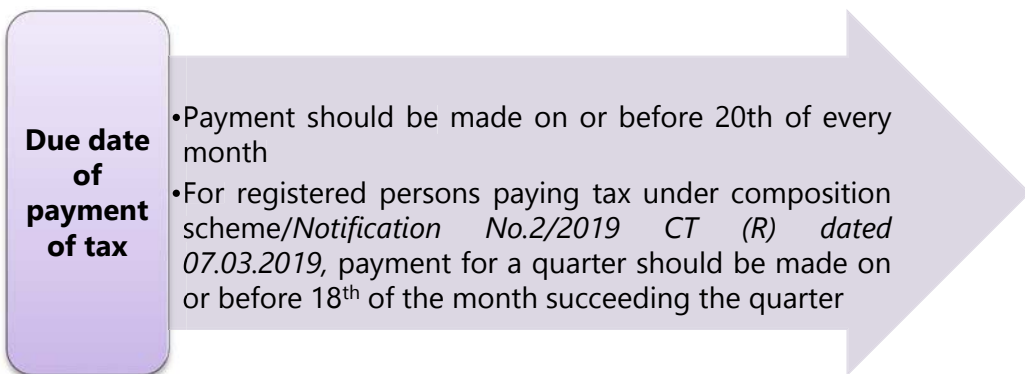 Due date
of
payment
of tax
•Payment should be made on or before 20th of every
month
•For registered persons paying tax under composition
scheme/Notification No.2/2019 CT (R) dated
07.03.2019, payment for a quarter should be made on
or before 18th of the month succeeding the quarter